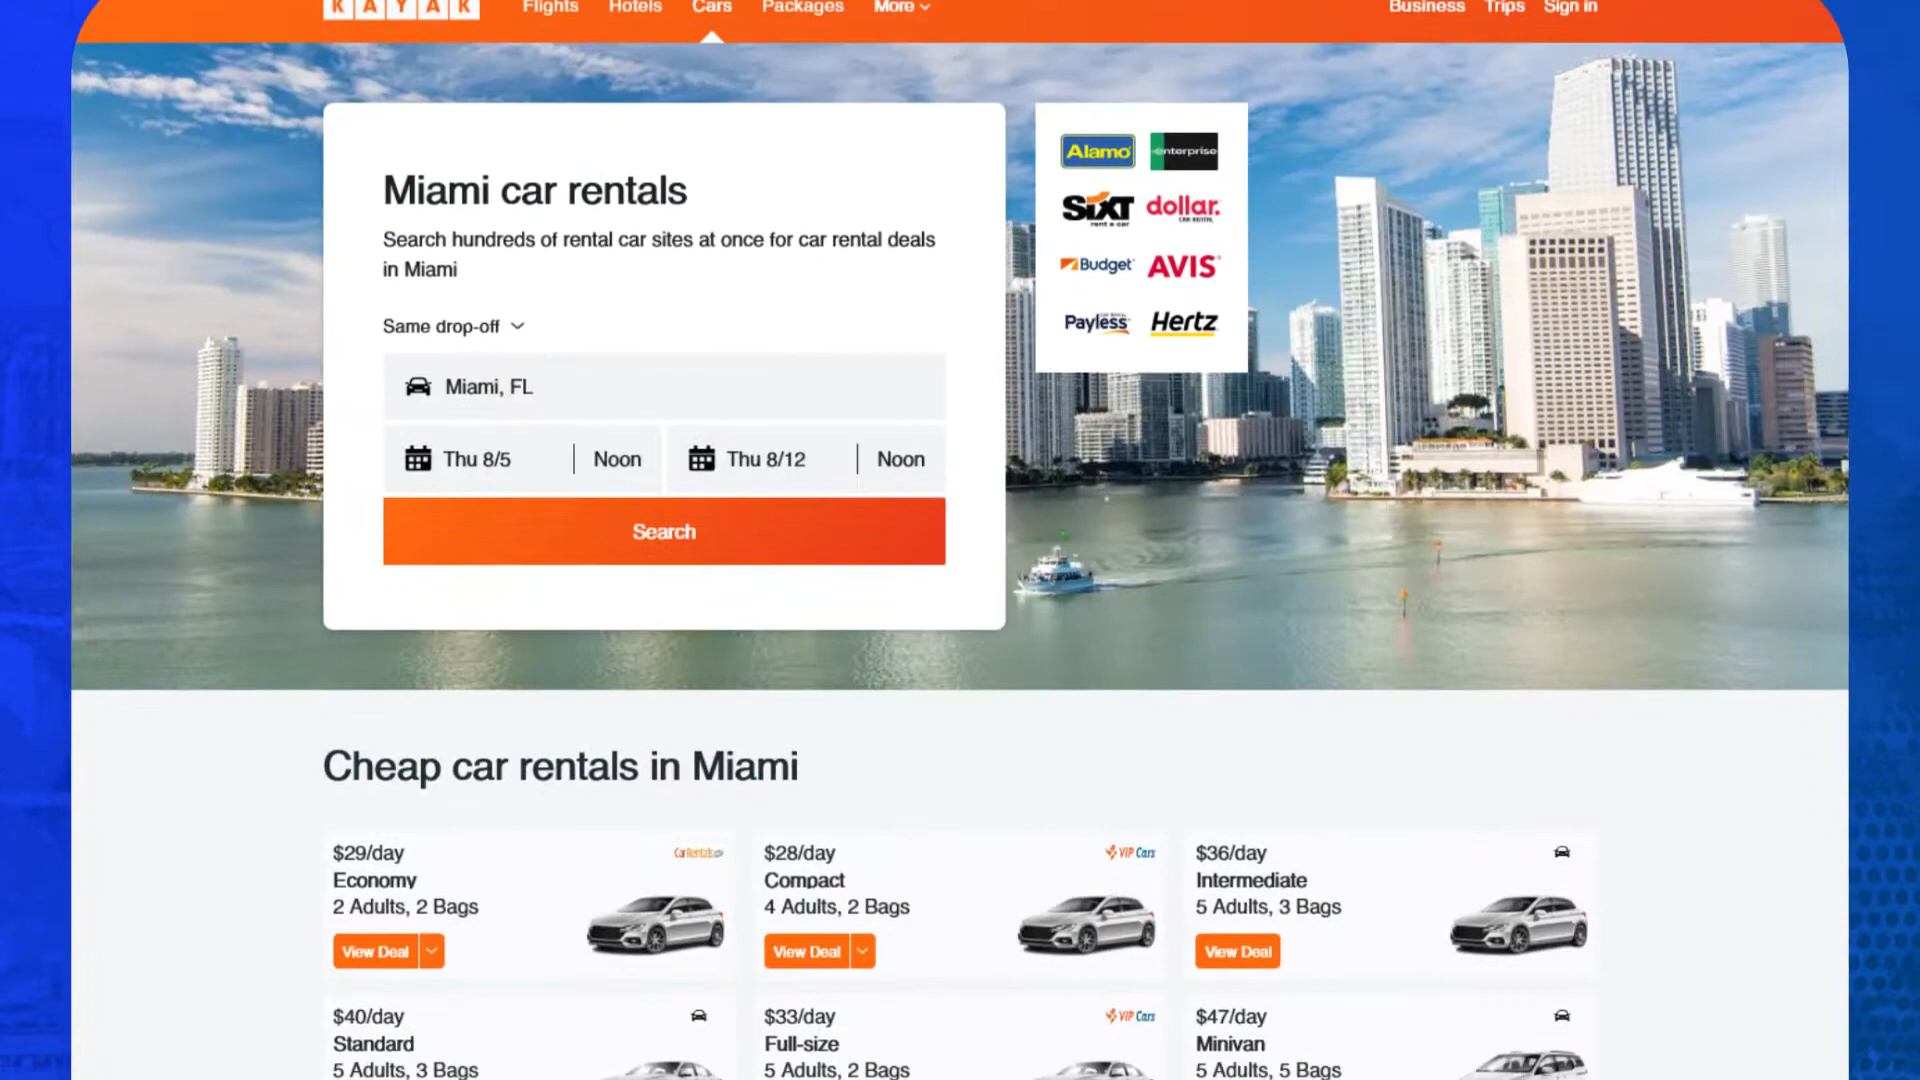 KAYAK Flights Hotels Cars Packages More Business Trips Sign in
Miami car rentals
Search hundreds of rental car sites at once for car rental deals
in Miami
Same drop-off
Miami, FL
Thu 8/5 Noon Thu 8/12 Noon
Search
Alamo enterprise
SIXT dollar.
rent a car CAR RENTAL
Budget AVIS
Payless Hertz
Cheap car rentals in Miami
$29/day CarRentals
Economy
2 Adults, 2 Bags
View Deal
$28/day VIP Cars
Compact
4 Adults, 2 Bags
View Deal
$36/day
Intermediate
5 Adults, 3 Bags
View Deal
$40/day
Standard
5 Adults, 3 Bags
$33/day VIP Cars
Full-size
5 Adults, 2 Bags
$47/day
Minivan
5 Adults, 5 Bags